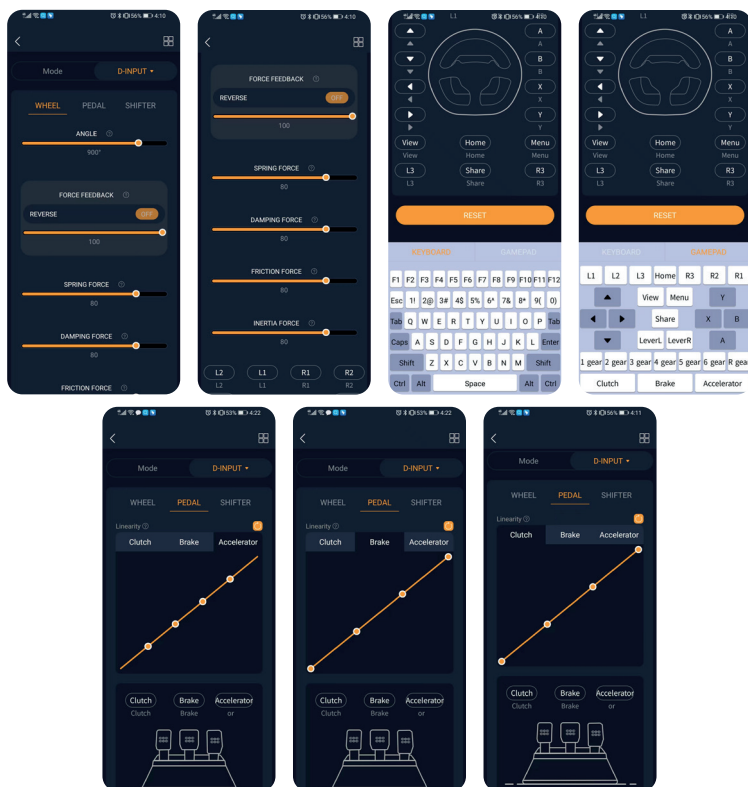 56% 4:10
Mode D-INPUT
WHEEL PEDAL SHIFTER
ANGLE
900°
FORCE FEEDBACK
REVERSE OFF
100
SPRING FORCE
80
DAMPING FORCE
80
FRICTION FORCE
56% 4:10
FORCE FEEDBACK
REVERSE OFF
100
SPRING FORCE
80
DAMPING FORCE
80
FRICTION FORCE
80
INERTIA FORCE
80
L2 L1 R1 R2
L2 L1 R1 R2
L1 56%
A
A
B
B
X
X
Y
Y
View Home Menu
View Home Menu
L3 Share R3
L3 Share R3
RESET
KEYBOARD GAMEPAD
F1 F2 F3 F4 F5 F6 F7 F8 F9 F10 F11 F12
Esc 1! 2@ 3# 4$ 5% 6^ 7& 8* 9( 0)
Tab Q W E R T Y U I O P Tab
Caps A S D F G H J K L Enter
Shift Z X C V B N M Shift
Ctrl Alt Space Alt Ctrl
L1 56%
A
A
B
B
X
X
Y
Y
View Home Menu
View Home Menu
L3 Share R3
L3 Share R3
RESET
KEYBOARD GAMEPAD
L1 L2 L3 Home R3 R2 R1
View Menu Y
Share X B
LeverL LeverR A
1 gear 2 gear 3 gear 4 gear 5 gear 6 gear R gea
Clutch Brake Accelerator
53% 4:22
Mode D-INPUT
WHEEL PEDAL SHIFTER
Linearity
Clutch Brake Accelerator
Clutch Brake Accelerator
Clutch Brake or
53% 4:22
Mode D-INPUT
WHEEL PEDAL SHIFTER
Linearity
Clutch Brake Accelerator
Clutch Brake Accelerator
Clutch Brake or
56% 4:11
Mode D-INPUT
WHEEL PEDAL SHIFTER
Linearity
Clutch Brake Accelerator
Clutch Brake Accelerator
Clutch Brake or